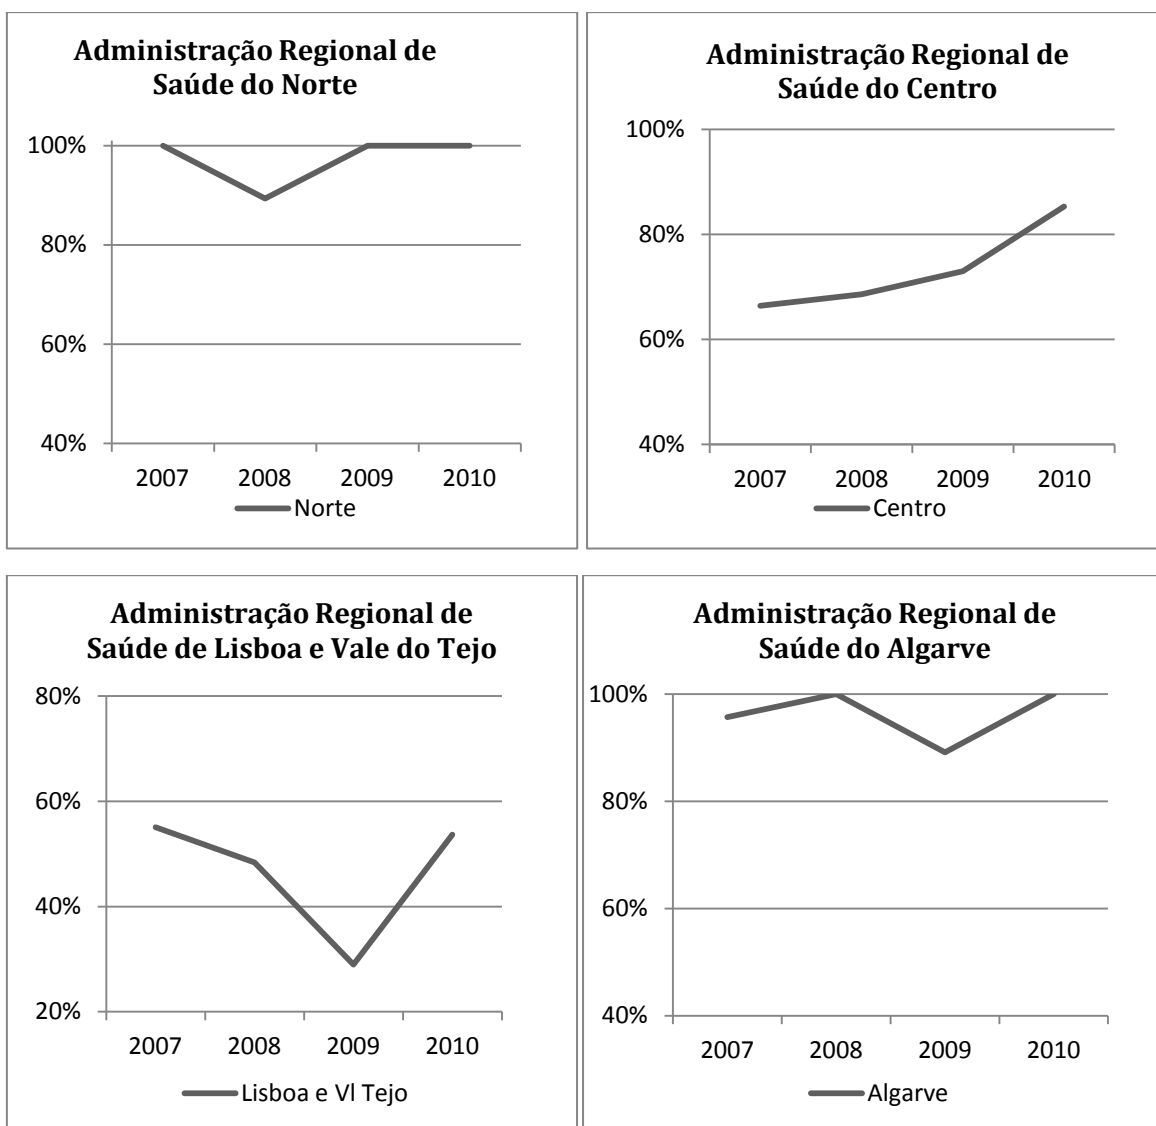 Administração Regional de
Saúde do Norte
100%
80%
60%
40%
2007 2008 2009 2010
Norte
Administração Regional de
Saúde do Centro
100%
80%
60%
40%
2007 2008 2009 2010
Centro
Administração Regional de
Saúde de Lisboa e Vale do Tejo
80%
60%
40%
20%
2007 2008 2009 2010
Lisboa e Vl Tejo
Administração Regional de
Saúde do Algarve
100%
80%
60%
40%
2007 2008 2009 2010
Algarve